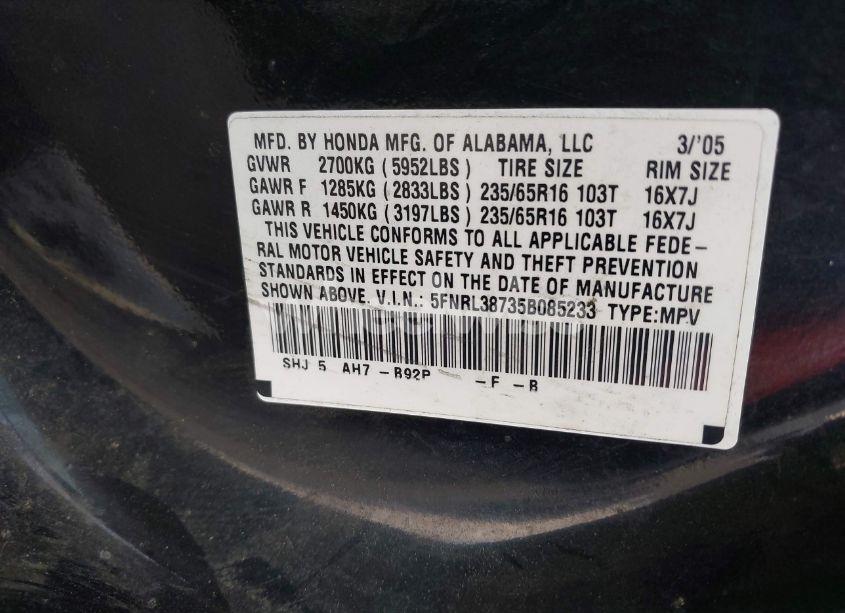 MFD. BY HONDA MFG. OF ALABAMA, LLC 3/'05
GVWR 2700KG (5952LBS) TIRE SIZE RIM SIZE
GAWR F 1285KG (2833LBS) 235/65R16 103T 16X7J
GAWR R 1450KG (3197LBS) 235/65R16 103T 16X7J
THIS VEHICLE CONFORMS TO ALL APPLICABLE FEDE-
RAL MOTOR VEHICLE SAFETY AND THEFT PREVENTION
STANDARDS IN EFFECT ON THE DATE OF MANUFACTURE
SHOWN ABOVE. V.I.N.: 5FNRL38735B085233 TYPE:MPV
SHJ 5 AH7 -B92P -F -B